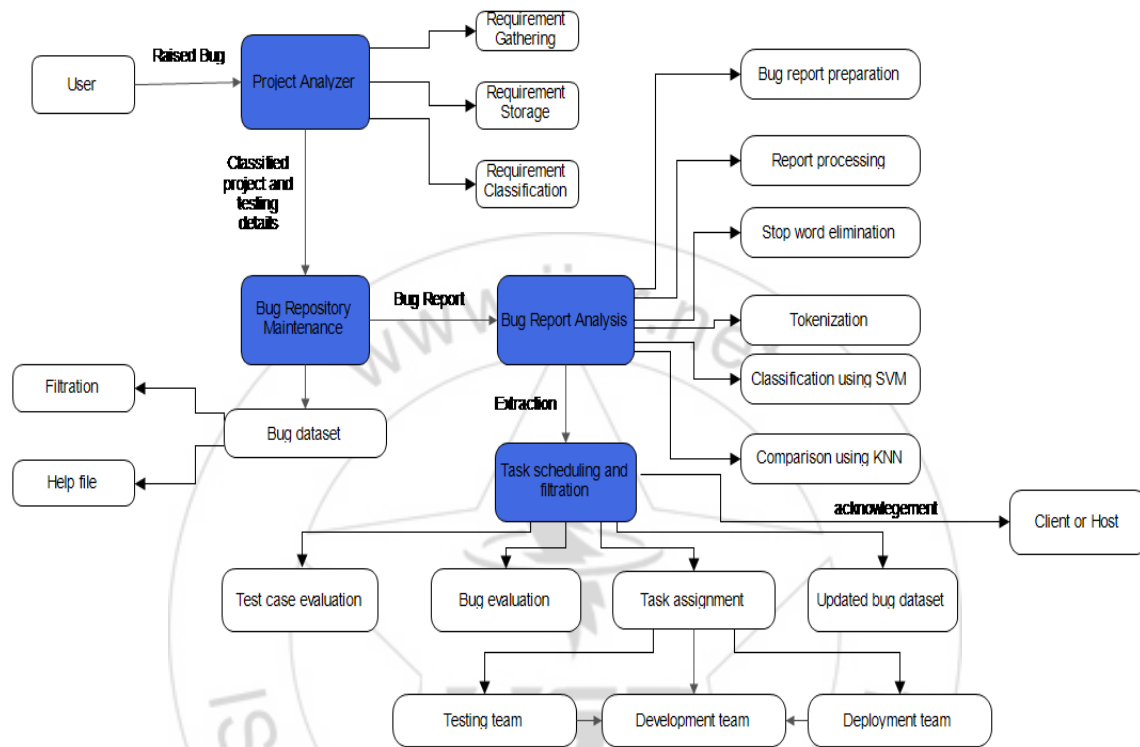 Requirement
Gathering
Raised Bug
User
Project Analyzer
Bug report preparation
Requirement
Storage
Classified
project and
testing
details
Requirement
Classification
Report processing
Stop word elimination
Bug Repository
Maintenance
Bug Report
Bug Report Analysis
Tokenization
Filtration
Classification using SVM
Extraction
Bug dataset
Help file
Task scheduling and
filtration
Comparison using KNN
acknowlegement
Client or Host
Test case evaluation
Bug evaluation
Task assignment
Updated bug dataset
Testing team
Development team
Deployment team